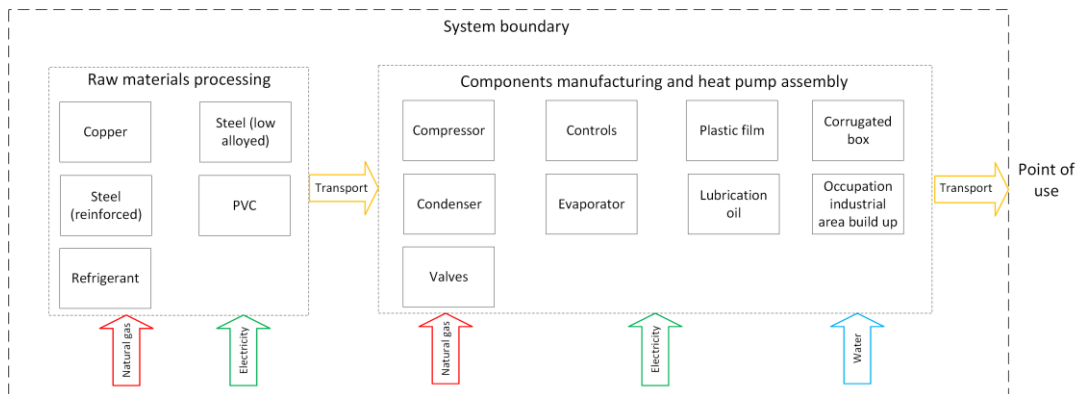 System boundary
Raw materials processing
Copper
Steel (low
alloyed)
Steel
(reinforced)
PVC
Refrigerant
Natural gas
Electricity
Transport
Components manufacturing and heat pump assembly
Compressor
Controls
Plastic film
Corrugated
box
Condenser
Evaporator
Lubrication
oil
Occupation
industrial
area build up
Valves
Natural gas
Electricity
Water
Transport
Point of
use